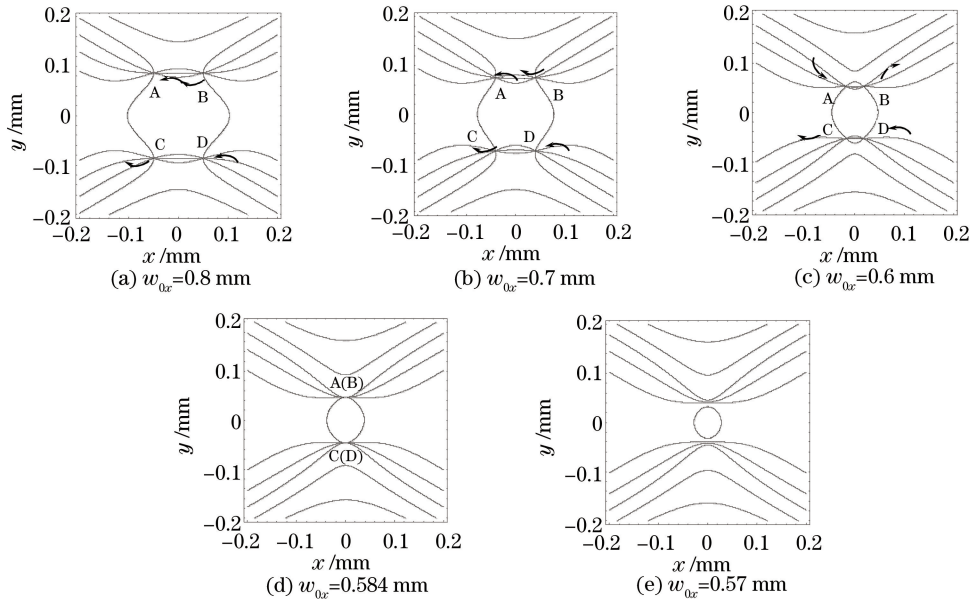 0.2
0.1
0
−0.1
−0.2
y /mm
A
B
C
D
−0.2 −0.1 0 0.1 0.2
x /mm
(a) w0x=0.8 mm
0.2
0.1
0
−0.1
−0.2
y /mm
A
B
C
D
−0.2 −0.1 0 0.1 0.2
x /mm
(b) w0x=0.7 mm
0.2
0.1
0
−0.1
−0.2
y /mm
A
B
C
D
−0.2 −0.1 0 0.1 0.2
x /mm
(c) w0x=0.6 mm
0.2
0.1
0
−0.1
−0.2
y /mm
A(B)
C(D)
−0.2 −0.1 0 0.1 0.2
x /mm
(d) w0x=0.584 mm
0.2
0.1
0
−0.1
−0.2
y /mm
−0.2 −0.1 0 0.1 0.2
x /mm
(e) w0x=0.57 mm